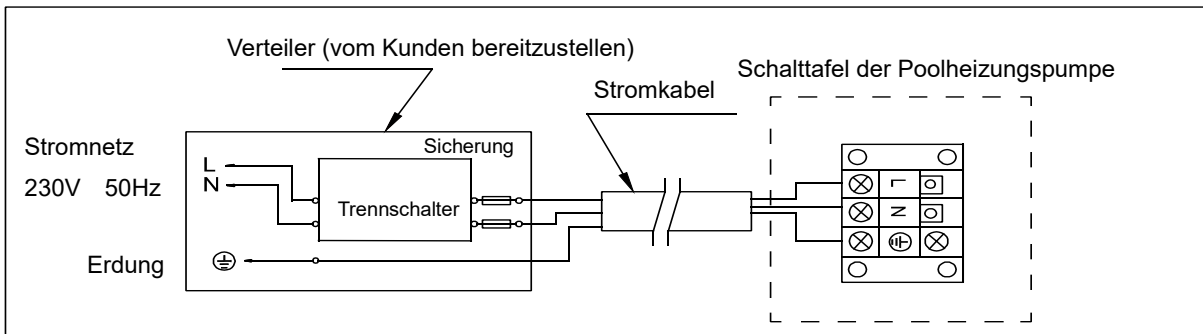 Verteiler (vom Kunden bereitzustellen)
Schalttafel der Poolheizungspumpe
Stromkabel
Stromnetz
230V 50Hz
Sicherung
L
N
Trennschalter
Erdung
L
N